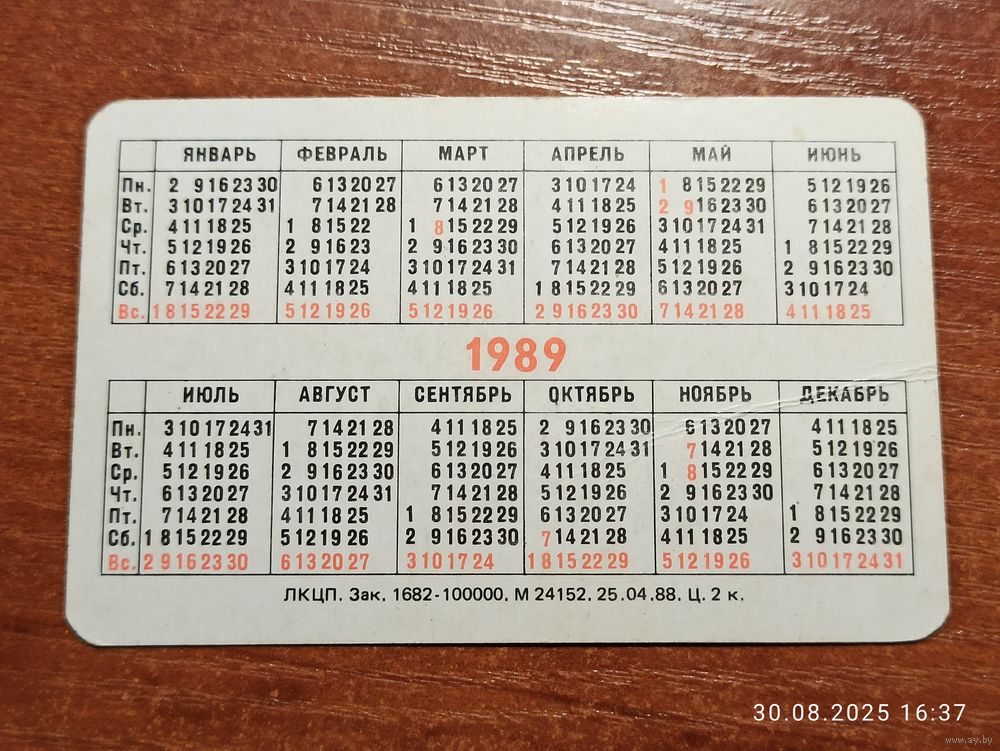 ЯНВАРЬ ФЕВРАЛЬ МАРТ АПРЕЛЬ МАЙ ИЮНЬ
Пн. 2 9 16 23 30 6 13 20 27 6 13 20 27 3 10 17 24 1 8 15 22 29 5 12 19 26
Вт. 3 10 17 24 31 7 14 21 28 7 14 21 28 4 11 18 25 2 9 16 23 30 6 13 20 27
Ср. 4 11 18 25 1 8 15 22 1 8 15 22 29 5 12 19 26 3 10 17 24 31 7 14 21 28
Чт. 5 12 19 26 2 9 16 23 2 9 16 23 30 6 13 20 27 4 11 18 25 1 8 15 22 29
Пт. 6 13 20 27 3 10 17 24 3 10 17 24 31 7 14 21 28 5 12 19 26 2 9 16 23 30
Сб. 7 14 21 28 4 11 18 25 4 11 18 25 1 8 15 22 29 6 13 20 27 3 10 17 24
Вс. 1 8 15 22 29 5 12 19 26 5 12 19 26 2 9 16 23 30 7 14 21 28 4 11 18 25
1989
ИЮЛЬ АВГУСТ СЕНТЯБРЬ ОКТЯБРЬ НОЯБРЬ ДЕКАБРЬ
Пн. 3 10 17 24 31 7 14 21 28 4 11 18 25 2 9 16 23 30 6 13 20 27 4 11 18 25
Вт. 4 11 18 25 1 8 15 22 29 5 12 19 26 3 10 17 24 31 7 14 21 28 5 12 19 26
Ср. 5 12 19 26 2 9 16 23 30 6 13 20 27 4 11 18 25 1 8 15 22 29 6 13 20 27
Чт. 6 13 20 27 3 10 17 24 31 7 14 21 28 5 12 19 26 2 9 16 23 30 7 14 21 28
Пт. 7 14 21 28 4 11 18 25 1 8 15 22 29 6 13 20 27 3 10 17 24 1 8 15 22 29
Сб. 1 8 15 22 29 5 12 19 26 2 9 16 23 30 7 14 21 28 4 11 18 25 2 9 16 23 30
Вс. 2 9 16 23 30 6 13 20 27 3 10 17 24 1 8 15 22 29 5 12 19 26 3 10 17 24 31
ЛКЦП. Зак. 1682-100000. М 24152. 25.04.88. Ц. 2 к.
30.08.2025 16:37
www.ay.by